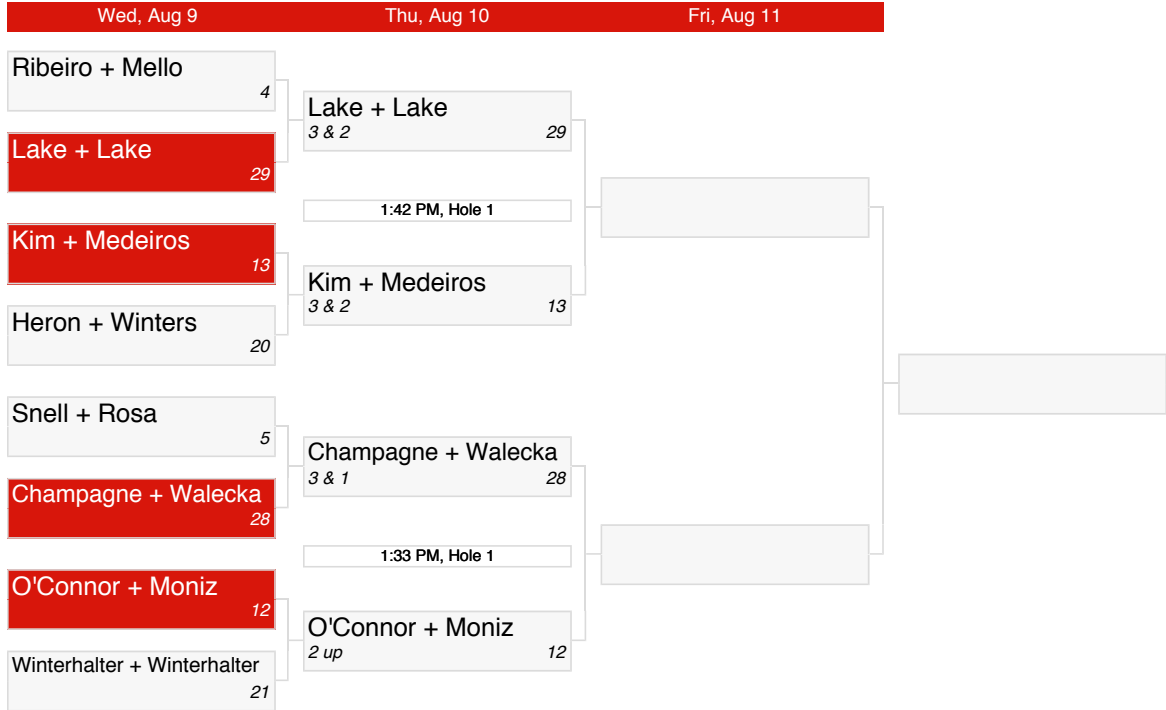 Wed, Aug 9
Thu, Aug 10
Fri, Aug 11
Ribeiro + Mello
4
Lake + Lake
29
Kim + Medeiros
13
Heron + Winters
20
Snell + Rosa
5
Champagne + Walecka
28
O'Connor + Moniz
12
Winterhalter + Winterhalter
21
Lake + Lake
3 & 2 29
1:42 PM, Hole 1
Kim + Medeiros
3 & 2 13
Champagne + Walecka
3 & 1 28
1:33 PM, Hole 1
O'Connor + Moniz
2 up 12